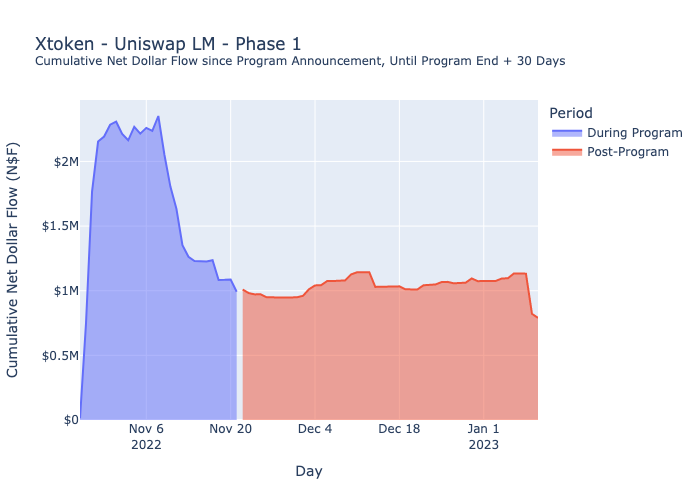 Xtoken - Uniswap LM - Phase 1
Cumulative Net Dollar Flow since Program Announcement, Until Program End + 30 Days
Period
During Program
Post-Program
Cumulative Net Dollar Flow (N$F)
$2M
$1.5M
$1M
$0.5M
$0
Nov 6
2022
Nov 20
Dec 4
Dec 18
Jan 1
2023
Day